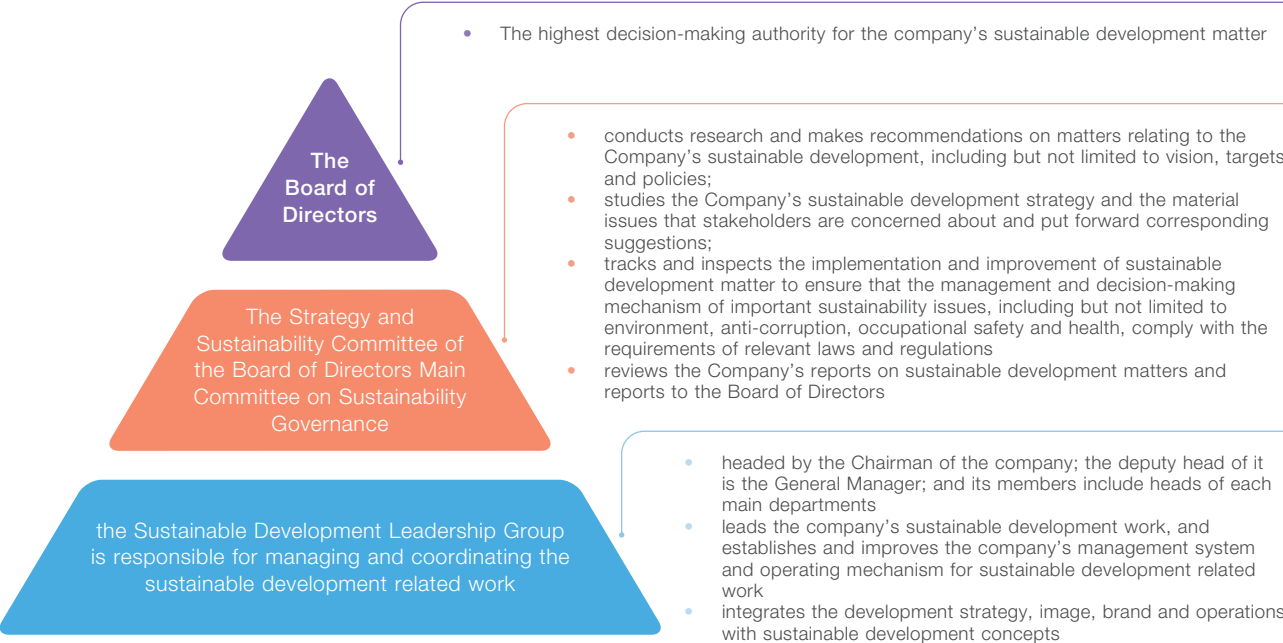 • The highest decision-making authority for the company's sustainable development matter
The
Board of
Directors
• conducts research and makes recommendations on matters relating to the
Company's sustainable development, including but not limited to vision, targets
and policies;
• studies the Company's sustainable development strategy and the material
issues that stakeholders are concerned about and put forward corresponding
suggestions;
• tracks and inspects the implementation and improvement of sustainable
development matter to ensure that the management and decision-making
mechanism of important sustainability issues, including but not limited to
environment, anti-corruption, occupational safety and health, comply with the
requirements of relevant laws and regulations
• reviews the Company's reports on sustainable development matters and
reports to the Board of Directors
The Strategy and
Sustainability Committee of
the Board of Directors Main
Committee on Sustainability
Governance
• headed by the Chairman of the company; the deputy head of it
is the General Manager; and its members include heads of each
main departments
• leads the company's sustainable development work, and
establishes and improves the company's management system
and operating mechanism for sustainable development related
work
• integrates the development strategy, image, brand and operations
with sustainable development concepts
the Sustainable Development Leadership Group
is responsible for managing and coordinating the
sustainable development related work